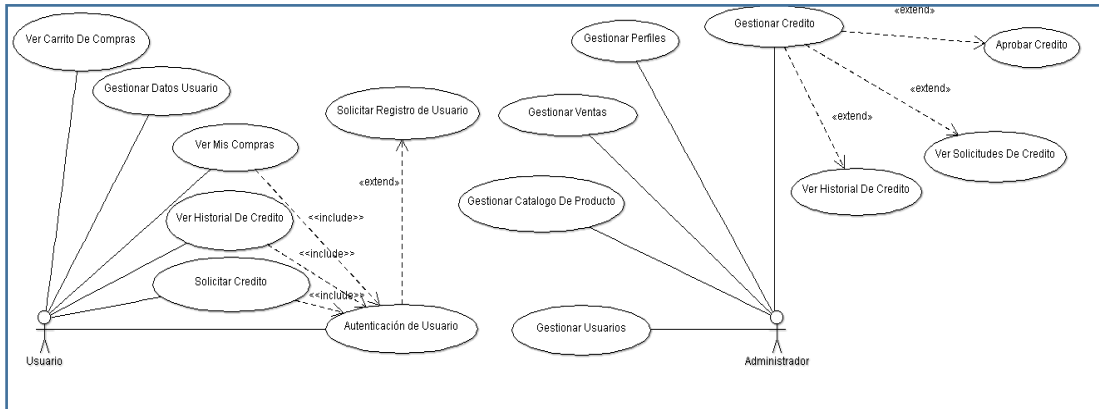 «extend»
Gestionar Credito
Ver Carrito De Compras
Gestionar Perfiles
Aprobar Credito
Gestionar Datos Usuario
«extend»
Solicitar Registro de Usuario
Gestionar Ventas
«extend»
Ver Mis Compras
Ver Solicitudes De Credito
«extend»
Ver Historial De Credito
Gestionar Catalogo De Producto
Ver Historial De Credito
<<include>>
<<include>>
Solicitar Credito
<<include>>
Autenticación de Usuario
Gestionar Usuarios
Usuario
Administrador